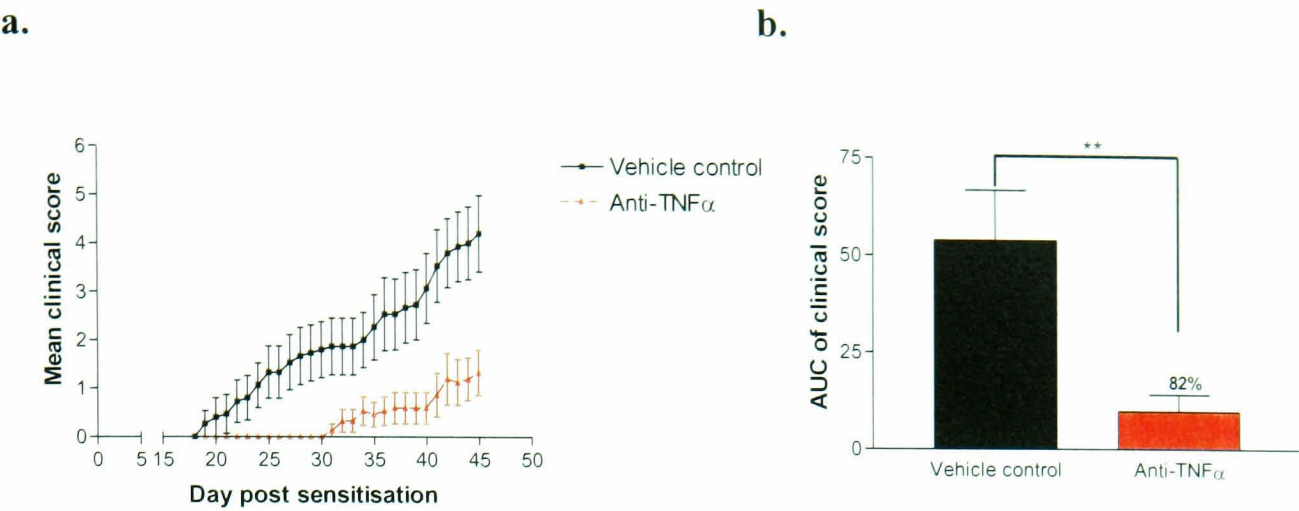 a.
b.
6
5
4
3
2
1
0
Mean clinical score
0 5 15 20 25 30 35 40 45 50
Day post sensitisation
Vehicle control
Anti-TNFα
75
50
25
0
AUC of clinical score
**
82%
Vehicle control
Anti-TNFα